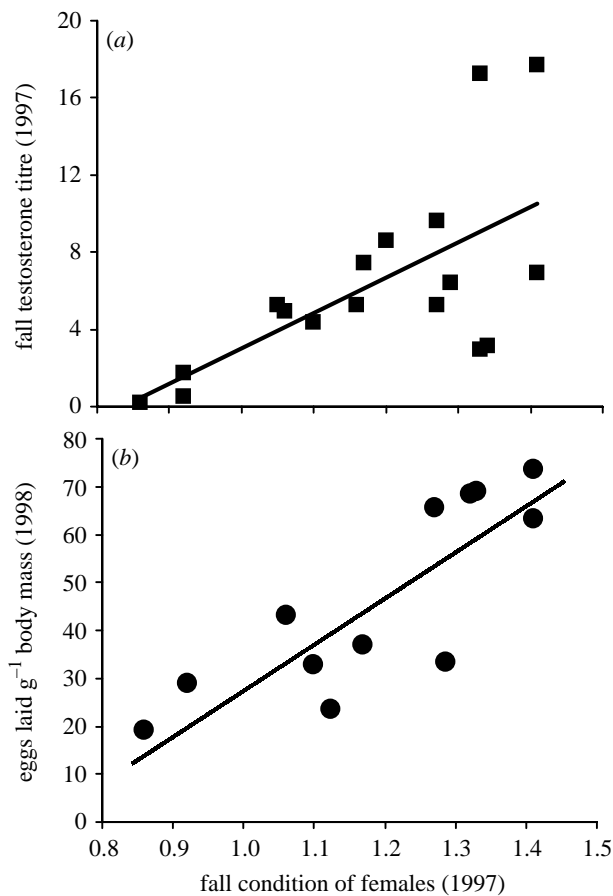 20
(a)
16
12
8
4
0
fall testosterone titre (1997)
80
(b)
70
60
50
40
30
20
10
0
eggs laid g⁻¹ body mass (1998)
0.8 0.9 1.0 1.1 1.2 1.3 1.4 1.5
fall condition of females (1997)